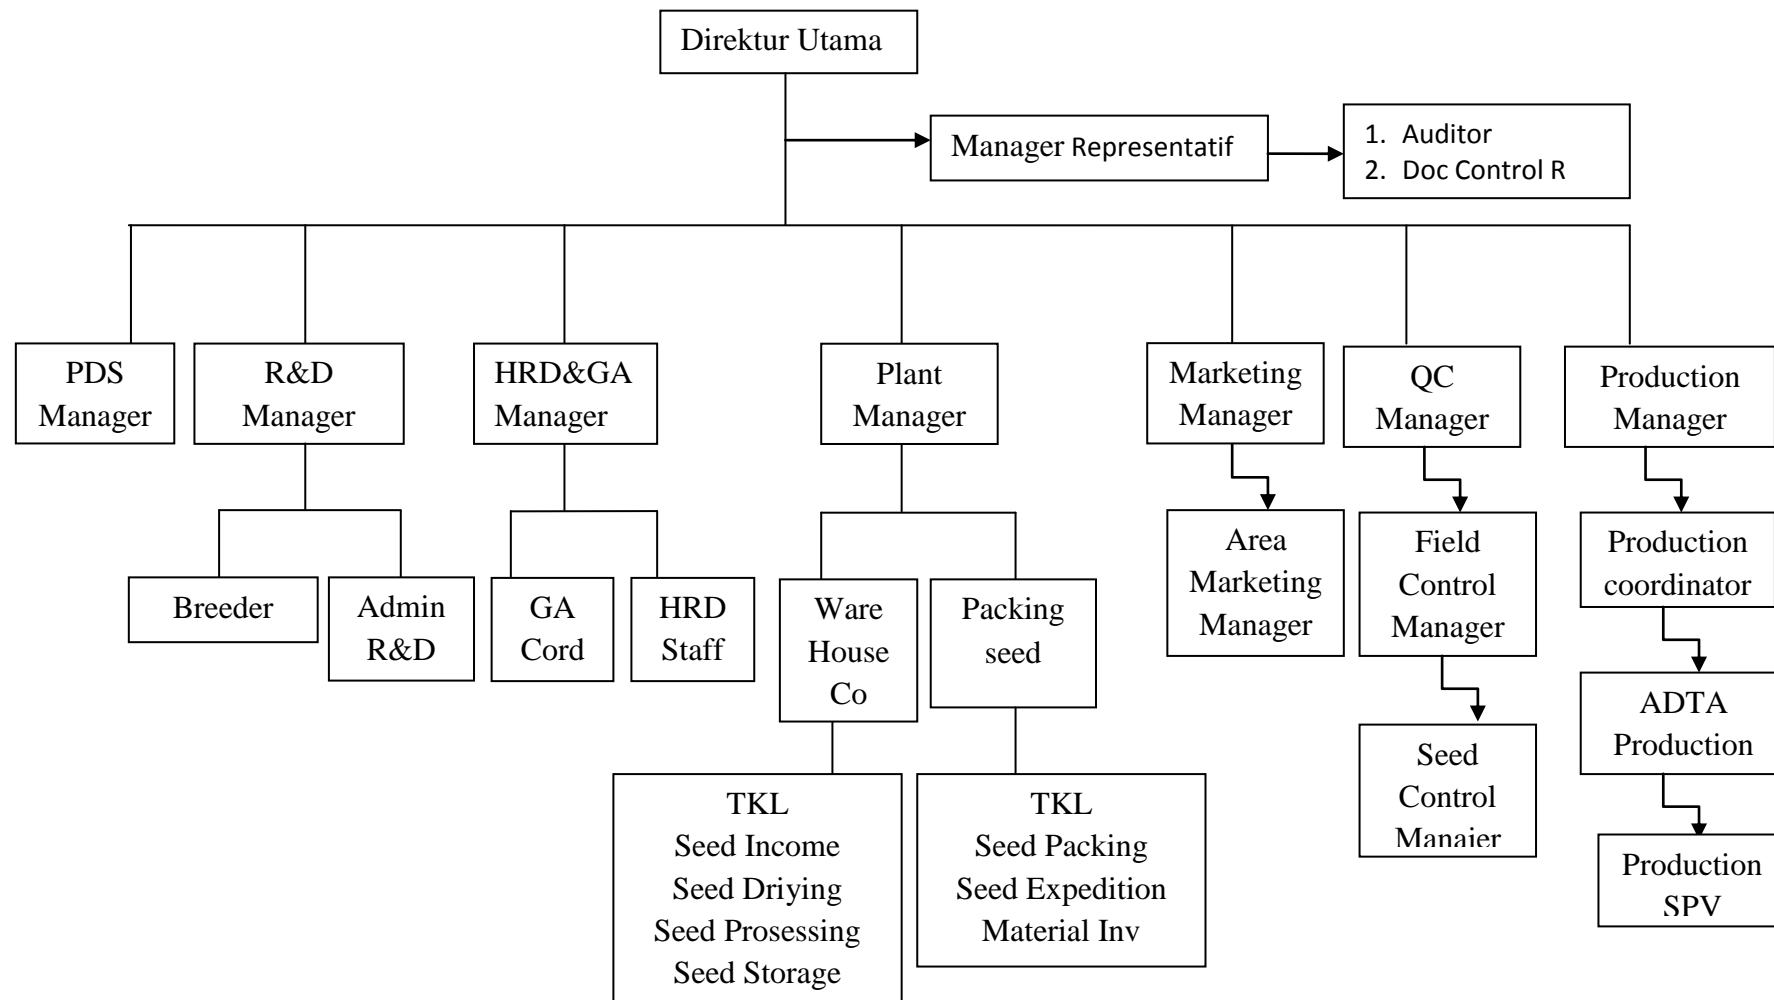 Direktur Utama
Manager Representatif
1. Auditor
2. Doc Control R
PDS
Manager
R&D
Manager
HRD&GA
Manager
Plant
Manager
Marketing
Manager
QC
Manager
Production
Manager
Breeder
Admin
R&D
GA
Cord
HRD
Staff
Ware
House
Co
Packing
seed
Area
Marketing
Manager
Field
Control
Manager
Production
coordinator
ADTA
Production
Seed
Control
Manajer
Production
SPV
TKL
Seed Income
Seed Driying
Seed Prosessing
Seed Storage
TKL
Seed Packing
Seed Expedition
Material Inv